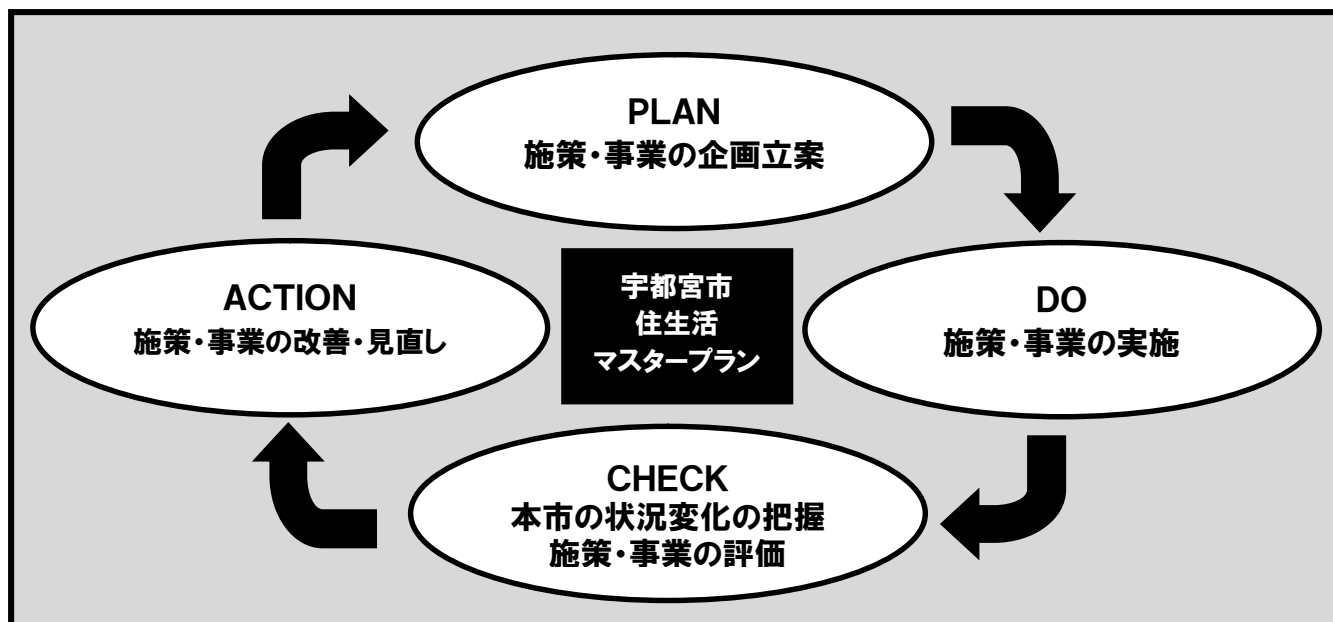 PLAN
施策・事業の企画立案
ACTION
施策・事業の改善・見直し
宇都宮市
住生活
マスタープラン
DO
施策・事業の実施
CHECK
本市の状況変化の把握
施策・事業の評価